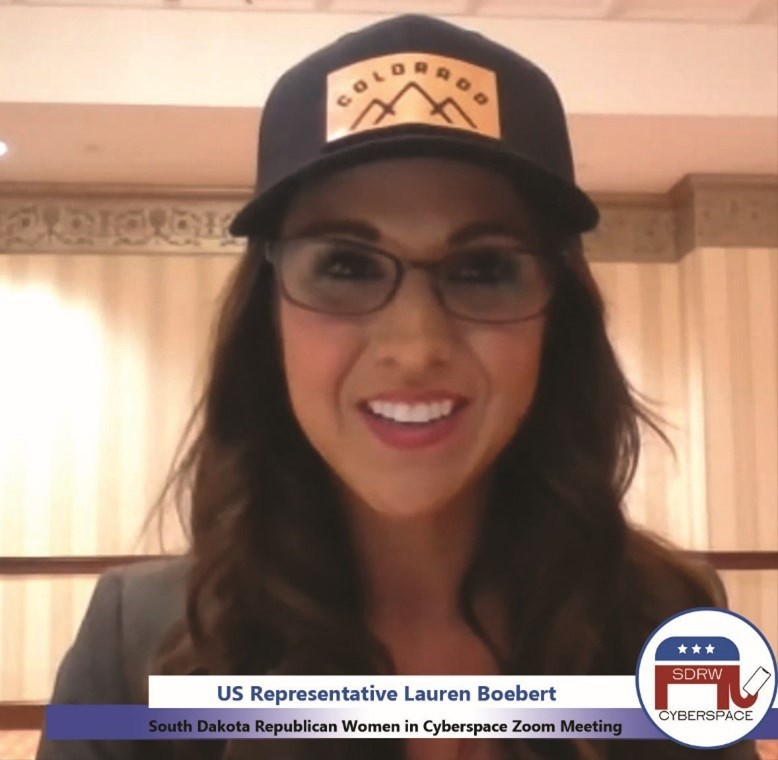 COLORADO
US Representative Lauren Boebert
South Dakota Republican Women in Cyberspace Zoom Meeting
SDRW
CYBERSPACE